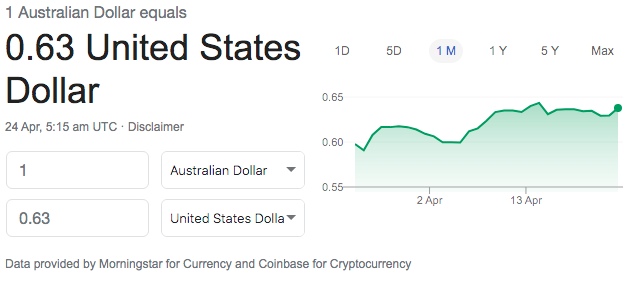 1 Australian Dollar equals
0.63 United States
Dollar
24 Apr, 5:15 am UTC · Disclaimer
1
Australian Dollar
0.63
United States Dolla
1D 5D 1 M 1 Y 5 Y Max
0.65
0.60
0.55
2 Apr 13 Apr
Data provided by Morningstar for Currency and Coinbase for Cryptocurrency